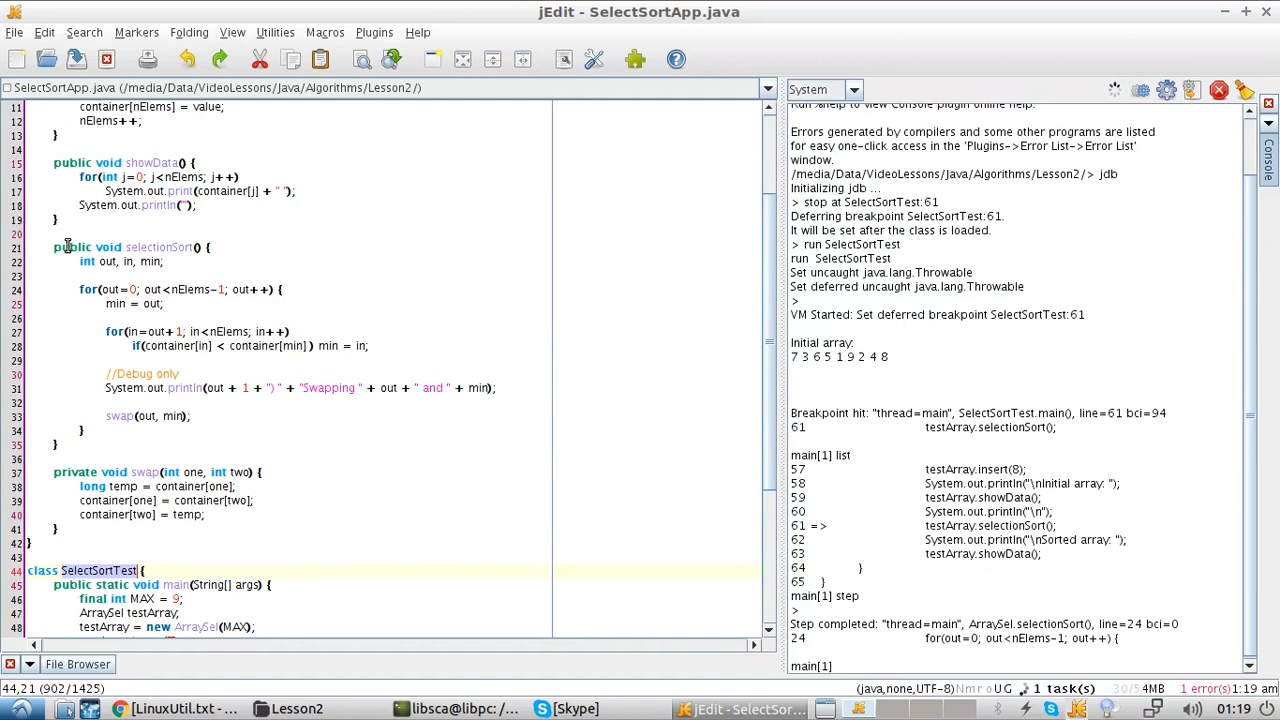 jEdit - SelectSortApp.java
File Edit Search Markers Folding View Utilities Macros Plugins Help
SelectSortApp.java (/media/Data/VideoLessons/Java/Algorithms/Lesson2/)
11 container[nElems] = value;
12 nElems++;
13 }
14
15 public void showData() {
16 for(int j=0; j<nElems; j++)
17 System.out.print(container[j] + " ");
18 System.out.println("");
19 }
20
21 public void selectionSort() {
22 int out, in, min;
23
24 for(out=0; out<nElems-1; out++) {
25 min = out;
26
27 for(in=out+1; in<nElems; in++)
28 if(container[in] < container[min]) min = in;
29
30 //Debug only
31 System.out.println(out + 1 + ") " + "Swapping " + out + " and " + min);
32
33 swap(out, min);
34 }
35 }
36
37 private void swap(int one, int two) {
38 long temp = container[one];
39 container[one] = container[two];
40 container[two] = temp;
41 }
42 }
43
44 class SelectSortTest {
45 public static void main(String[] args) {
46 final int MAX = 9;
47 ArraySel testArray;
48 testArray = new ArraySel(MAX);
System
Run %help to view Console plugin online help.
Errors generated by compilers and some other programs are listed
for easy one-click access in the 'Plugins->Error List->Error List'
window.
/media/Data/VideoLessons/Java/Algorithms/Lesson2/> jdb
Initializing jdb ...
> stop at SelectSortTest:61
Deferring breakpoint SelectSortTest:61.
It will be set after the class is loaded.
> run SelectSortTest
run SelectSortTest
Set uncaught java.lang.Throwable
Set deferred uncaught java.lang.Throwable
>
VM Started: Set deferred breakpoint SelectSortTest:61
Initial array:
7 3 6 5 1 9 2 4 8
Breakpoint hit: "thread=main", SelectSortTest.main(), line=61 bci=94
61 testArray.selectionSort();
main[1] list
57 testArray.insert(8);
58 System.out.println("\nInitial array: ");
59 testArray.showData();
60 System.out.println("\n");
61 => testArray.selectionSort();
62 System.out.println("\nSorted array: ");
63 testArray.showData();
64 }
65 }
main[1] step
>
Step completed: "thread=main", ArraySel.selectionSort(), line=24 bci=0
24 for(out=0; out<nElems-1; out++) {
main[1]
Console
File Browser
44,21 (902/1425)
(java,none,UTF-8) N m r o U G 1 task(s) 30/54MB 1 error(s) 1:19 am
[LinuxUtil.txt - ... Lesson2 libsca@libpc: /... [Skype] jEdit - SelectSor... 01:19